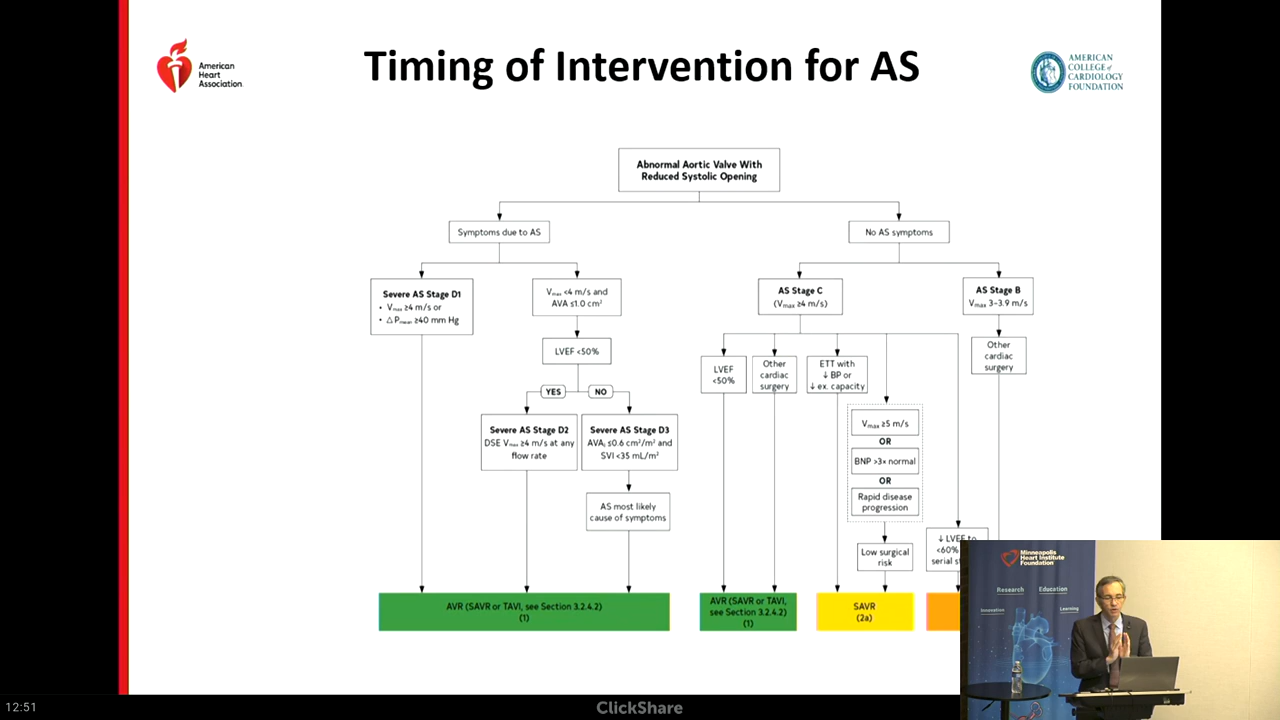 American
Heart
Association.
Timing of Intervention for AS
AMERICAN
COLLEGE of
CARDIOLOGY
FOUNDATION
Abnormal Aortic Valve With
Reduced Systolic Opening
Symptoms due to AS
No AS symptoms
Severe AS Stage D1
• Vmax ≥4 m/s or
• ΔPmean ≥40 mm Hg
Vmax <4 m/s and
AVA ≤1.0 cm²
AS Stage C
(Vmax ≥4 m/s)
AS Stage B
Vmax 3-3.9 m/s
LVEF <50%
LVEF
<50%
Other
cardiac
surgery
ETT with
↓ BP or
↓ ex. capacity
Other
cardiac
surgery
YES
NO
Severe AS Stage D2
DSE Vmax ≥4 m/s at any
flow rate
Severe AS Stage D3
AVAi ≤0.6 cm²/m² and
SVI <35 mL/m²
Vmax ≥5 m/s
OR
BNP >3× normal
OR
Rapid disease
progression
AS most likely
cause of symptoms
Low surgical
risk
↓ LVEF to
<60%
serial
AVR (SAVR or TAVI, see Section 3.2.4.2)
(1)
AVR (SAVR or TAVI,
see Section 3.2.4.2)
(1)
SAVR
(2a)
Minneapolis
Heart Institute
Foundation
Research
Education
Innovation
Learning
12:51
ClickShare